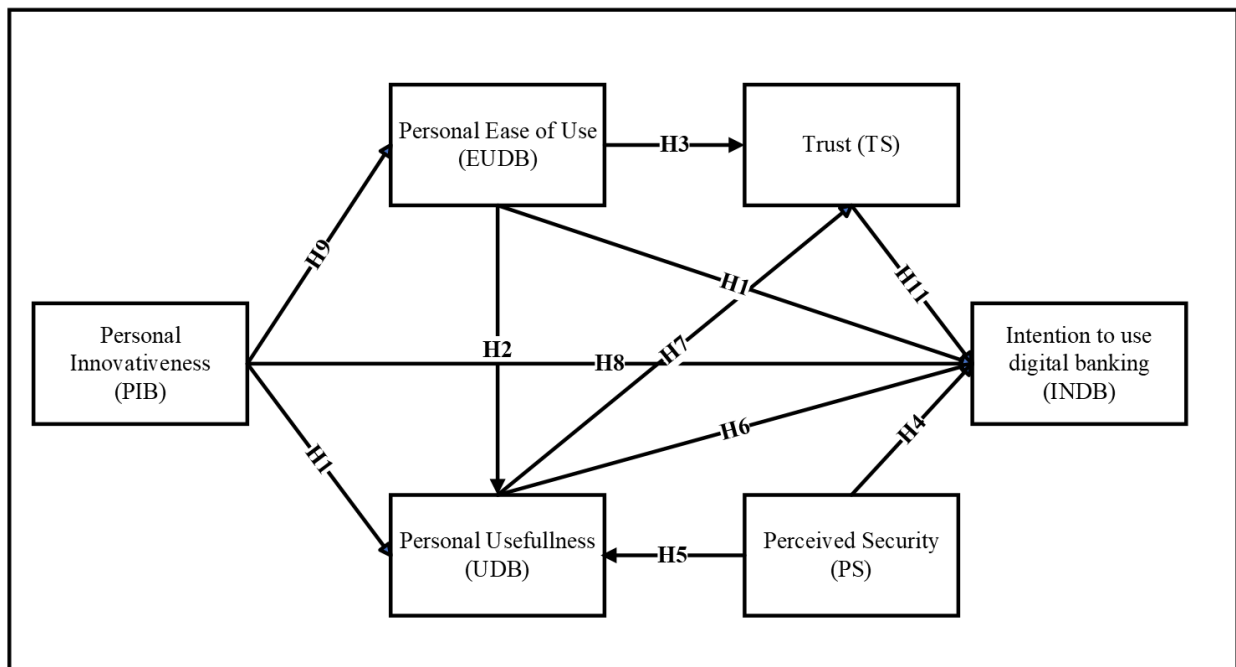 Personal Ease of Use
(EUDB)
H3
Trust (TS)
H9
H1
H11
Personal
Innovativeness
(PIB)
H2
H8
H7
Intention to use
digital banking
(INDB)
H1
H6
H4
Personal Usefullness
(UDB)
H5
Perceived Security
(PS)